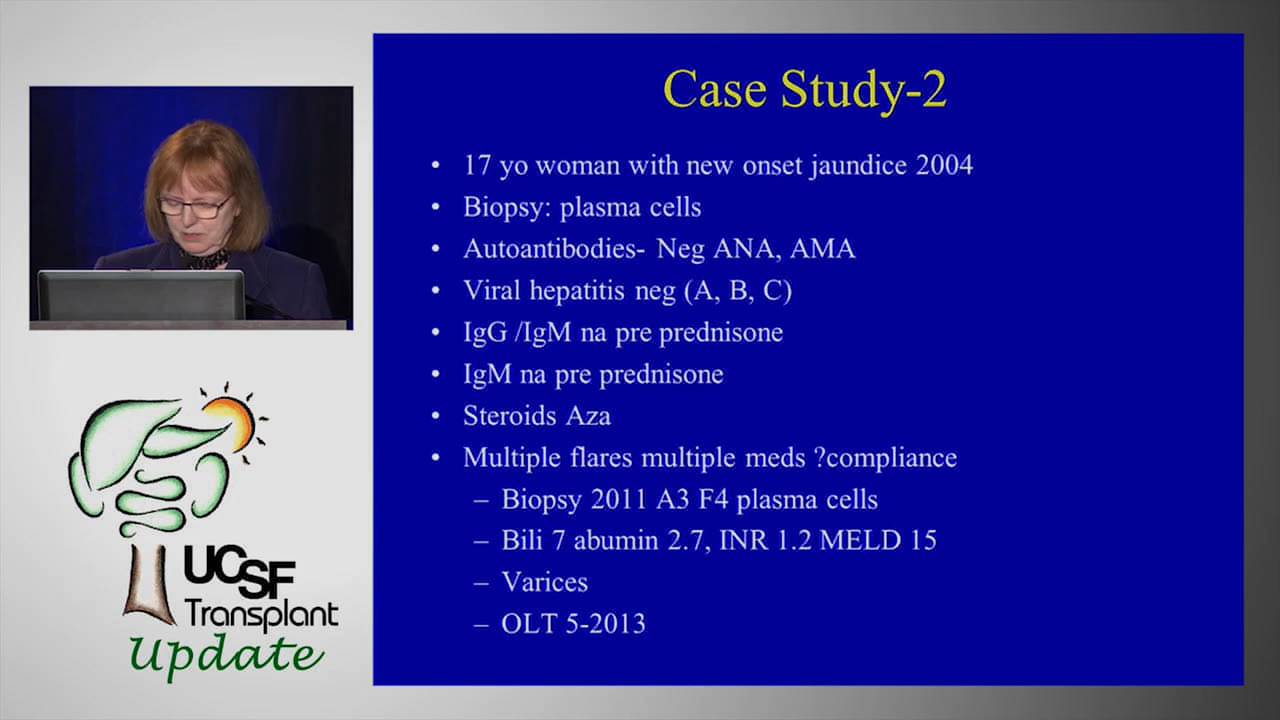 Case Study-2
• 17 yo woman with new onset jaundice 2004
• Biopsy: plasma cells
• Autoantibodies- Neg ANA, AMA
• Viral hepatitis neg (A, B, C)
• IgG /IgM na pre prednisone
• IgM na pre prednisone
• Steroids Aza
• Multiple flares multiple meds ?compliance
– Biopsy 2011 A3 F4 plasma cells
– Bili 7 abumin 2.7, INR 1.2 MELD 15
– Varices
– OLT 5-2013
UCSF
Transplant
Update